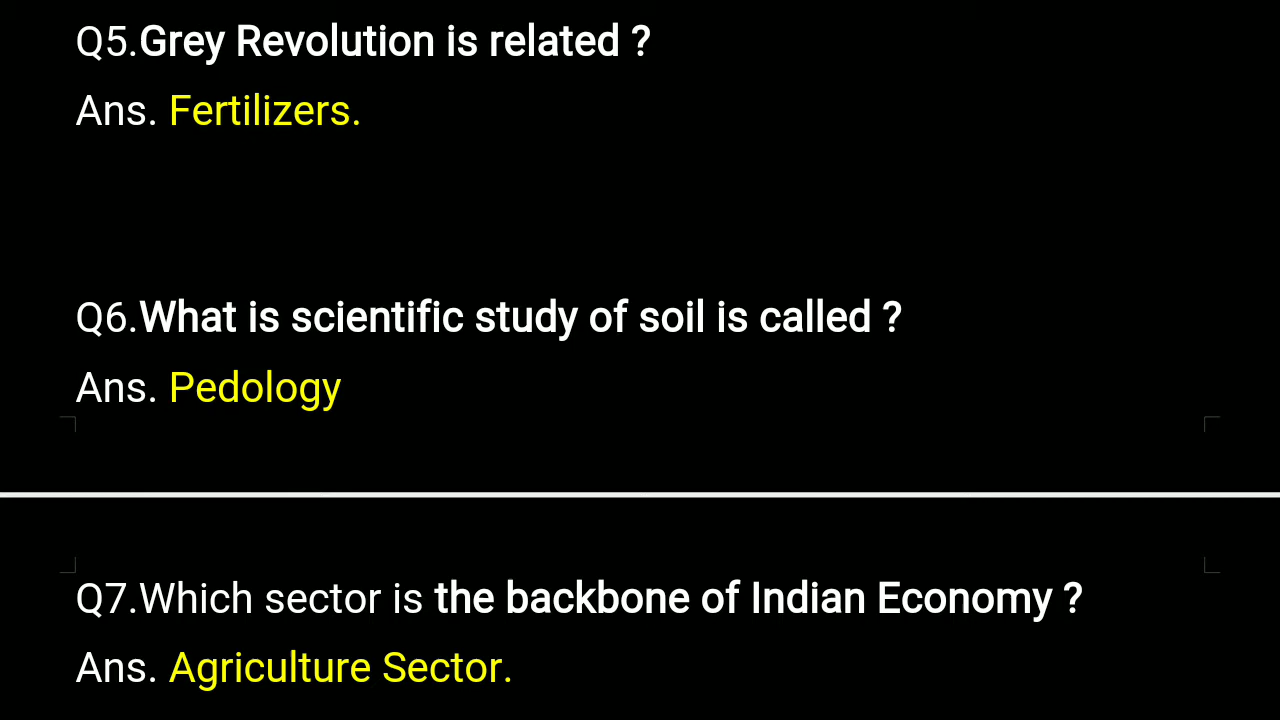 Q5.Grey Revolution is related ?
Ans. Fertilizers.
Q6.What is scientific study of soil is called ?
Ans. Pedology
Q7.Which sector is the backbone of Indian Economy ?
Ans. Agriculture Sector.